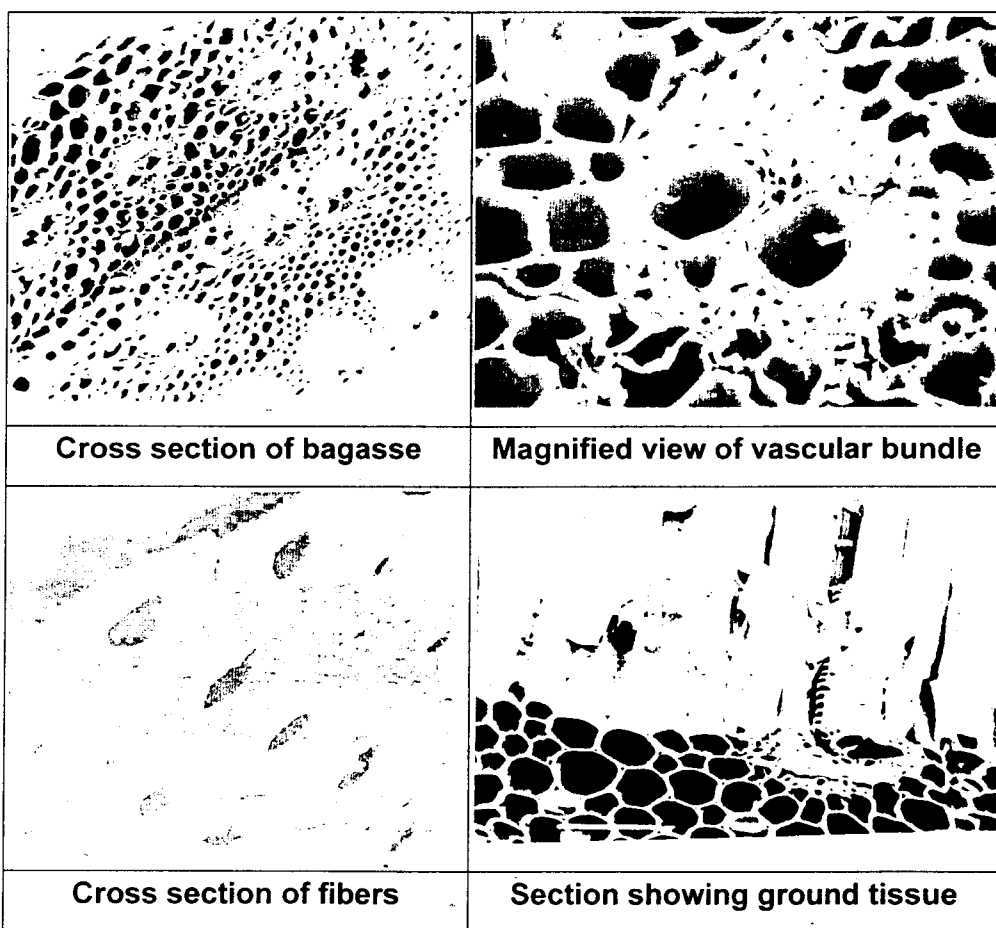 Cross section of bagasse
Magnified view of vascular bundle
Cross section of fibers
Section showing ground tissue